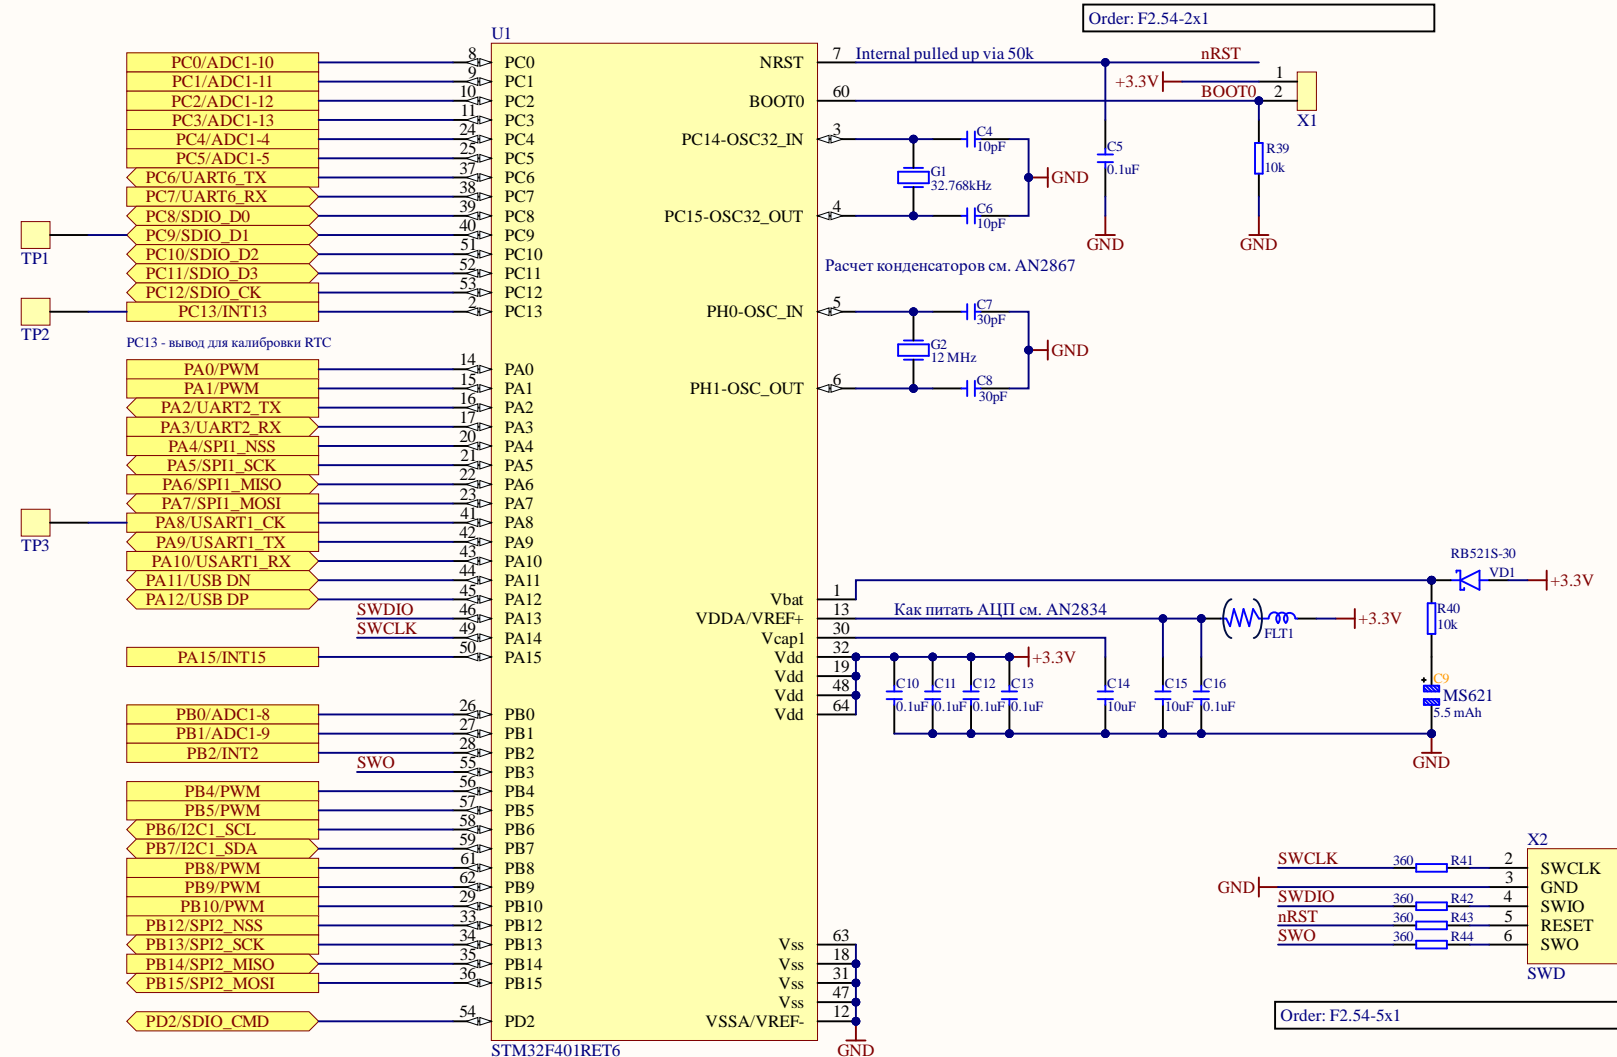 Order: F2.54-2x1
U1
PC0/ADC1-10 8 PC0
PC1/ADC1-11 9 PC1
PC2/ADC1-12 10 PC2
PC3/ADC1-13 11 PC3
PC4/ADC1-4 24 PC4
PC5/ADC1-5 25 PC5
PC6/UART6_TX 37 PC6
PC7/UART6_RX 38 PC7
PC8/SDIO_D0 39 PC8
PC9/SDIO_D1 40 PC9
PC10/SDIO_D2 51 PC10
PC11/SDIO_D3 52 PC11
PC12/SDIO_CK 53 PC12
PC13/INT13 2 PC13
TP1
TP2
PC13 - вывод для калибровки RTC
PA0/PWM 14 PA0
PA1/PWM 15 PA1
PA2/UART2_TX 16 PA2
PA3/UART2_RX 17 PA3
PA4/SPI1_NSS 20 PA4
PA5/SPI1_SCK 21 PA5
PA6/SPI1_MISO 22 PA6
PA7/SPI1_MOSI 23 PA7
PA8/USART1_CK 41 PA8
PA9/USART1_TX 42 PA9
PA10/USART1_RX 43 PA10
PA11/USB DN 44 PA11
PA12/USB DP 45 PA12
SWDIO 46 PA13
SWCLK 49 PA14
PA15/INT15 50 PA15
TP3
PB0/ADC1-8 26 PB0
PB1/ADC1-9 27 PB1
PB2/INT2 28 PB2
SWO 55 PB3
PB4/PWM 56 PB4
PB5/PWM 57 PB5
PB6/I2C1_SCL 58 PB6
PB7/I2C1_SDA 59 PB7
PB8/PWM 61 PB8
PB9/PWM 62 PB9
PB10/PWM 29 PB10
PB12/SPI2_NSS 33 PB12
PB13/SPI2_SCK 34 PB13
PB14/SPI2_MISO 35 PB14
PB15/SPI2_MOSI 36 PB15
PD2/SDIO_CMD 54 PD2
STM32F401RET6
NRST 7 Internal pulled up via 50k nRST
+3.3V 1
BOOT0 60 BOOT0 2
X1
PC14-OSC32_IN 3
C4
10pF
G1
32.768kHz
GND
PC15-OSC32_OUT 4
C6
10pF
C5
0.1uF
GND
R39
10k
GND
Расчет конденсаторов см. AN2867
PH0-OSC_IN 5
C7
30pF
G2
12 MHz
GND
PH1-OSC_OUT 6
C8
30pF
RB521S-30
VD1
+3.3V
Vbat 1
VDDA/VREF+ 13 Как питать АЦП см. AN2834
FLT1
+3.3V
R40
10k
Vcap1 30
Vdd 32 +3.3V
Vdd 19
Vdd 48
Vdd 64
C10
0.1uF
C11
0.1uF
C12
0.1uF
C13
0.1uF
C14
10uF
C15
10uF
C16
0.1uF
+ C9
MS621
5.5 mAh
GND
X2
SWCLK 360 R41 2 SWCLK
GND 3 GND
SWDIO 360 R42 4 SWIO
nRST 360 R43 5 RESET
SWO 360 R44 6 SWO
SWD
Order: F2.54-5x1
Vss 63
Vss 18
Vss 31
Vss 47
VSSA/VREF- 12
GND